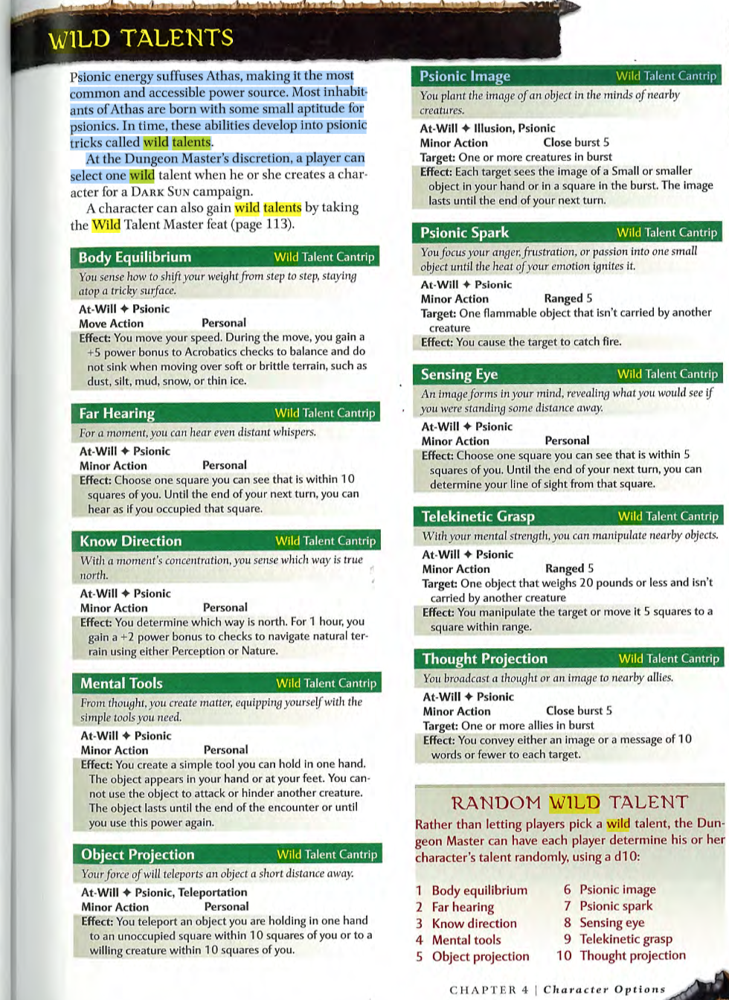 WILD TALENTS
Psionic energy suffuses Athas, making it the most
common and accessible power source. Most inhabit-
ants of Athas are born with some small aptitude for
psionics. In time, these abilities develop into psionic
tricks called wild talents.
At the Dungeon Master's discretion, a player can
select one wild talent when he or she creates a char-
acter for a DARK SUN campaign.
A character can also gain wild talents by taking
the Wild Talent Master feat (page 113).
Body Equilibrium Wild Talent Cantrip
You sense how to shift your weight from step to step, staying
atop a tricky surface.
At-Will ✦ Psionic
Move Action Personal
Effect: You move your speed. During the move, you gain a
+5 power bonus to Acrobatics checks to balance and do
not sink when moving over soft or brittle terrain, such as
dust, silt, mud, snow, or thin ice.
Far Hearing Wild Talent Cantrip
For a moment, you can hear even distant whispers.
At-Will ✦ Psionic
Minor Action Personal
Effect: Choose one square you can see that is within 10
squares of you. Until the end of your next turn, you can
hear as if you occupied that square.
Know Direction Wild Talent Cantrip
With a moment's concentration, you sense which way is true
north.
At-Will ✦ Psionic
Minor Action Personal
Effect: You determine which way is north. For 1 hour, you
gain a +2 power bonus to checks to navigate natural ter-
rain using either Perception or Nature.
Mental Tools Wild Talent Cantrip
From thought, you create matter, equipping yourself with the
simple tools you need.
At-Will ✦ Psionic
Minor Action Personal
Effect: You create a simple tool you can hold in one hand.
The object appears in your hand or at your feet. You can-
not use the object to attack or hinder another creature.
The object lasts until the end of the encounter or until
you use this power again.
Object Projection Wild Talent Cantrip
Your force of will teleports an object a short distance away.
At-Will ✦ Psionic, Teleportation
Minor Action Personal
Effect: You teleport an object you are holding in one hand
to an unoccupied square within 10 squares of you or to a
willing creature within 10 squares of you.
Psionic Image Wild Talent Cantrip
You plant the image of an object in the minds of nearby
creatures.
At-Will ✦ Illusion, Psionic
Minor Action Close burst 5
Target: One or more creatures in burst
Effect: Each target sees the image of a Small or smaller
object in your hand or in a square in the burst. The image
lasts until the end of your next turn.
Psionic Spark Wild Talent Cantrip
You focus your anger, frustration, or passion into one small
object until the heat of your emotion ignites it.
At-Will ✦ Psionic
Minor Action Ranged 5
Target: One flammable object that isn't carried by another
creature
Effect: You cause the target to catch fire.
Sensing Eye Wild Talent Cantrip
An image forms in your mind, revealing what you would see if
you were standing some distance away.
At-Will ✦ Psionic
Minor Action Personal
Effect: Choose one square you can see that is within 5
squares of you. Until the end of your next turn, you can
determine your line of sight from that square.
Telekinetic Grasp Wild Talent Cantrip
With your mental strength, you can manipulate nearby objects.
At-Will ✦ Psionic
Minor Action Ranged 5
Target: One object that weighs 20 pounds or less and isn't
carried by another creature
Effect: You manipulate the target or move it 5 squares to a
square within range.
Thought Projection Wild Talent Cantrip
You broadcast a thought or an image to nearby allies.
At-Will ✦ Psionic
Minor Action Close burst 5
Target: One or more allies in burst
Effect: You convey either an image or a message of 10
words or fewer to each target.
RANDOM WILD TALENT
Rather than letting players pick a wild talent, the Dun-
geon Master can have each player determine his or her
character's talent randomly, using a d10:
1 Body equilibrium
2 Far hearing
3 Know direction
4 Mental tools
5 Object projection
6 Psionic image
7 Psionic spark
8 Sensing eye
9 Telekinetic grasp
10 Thought projection
CHAPTER 4 | Character Options